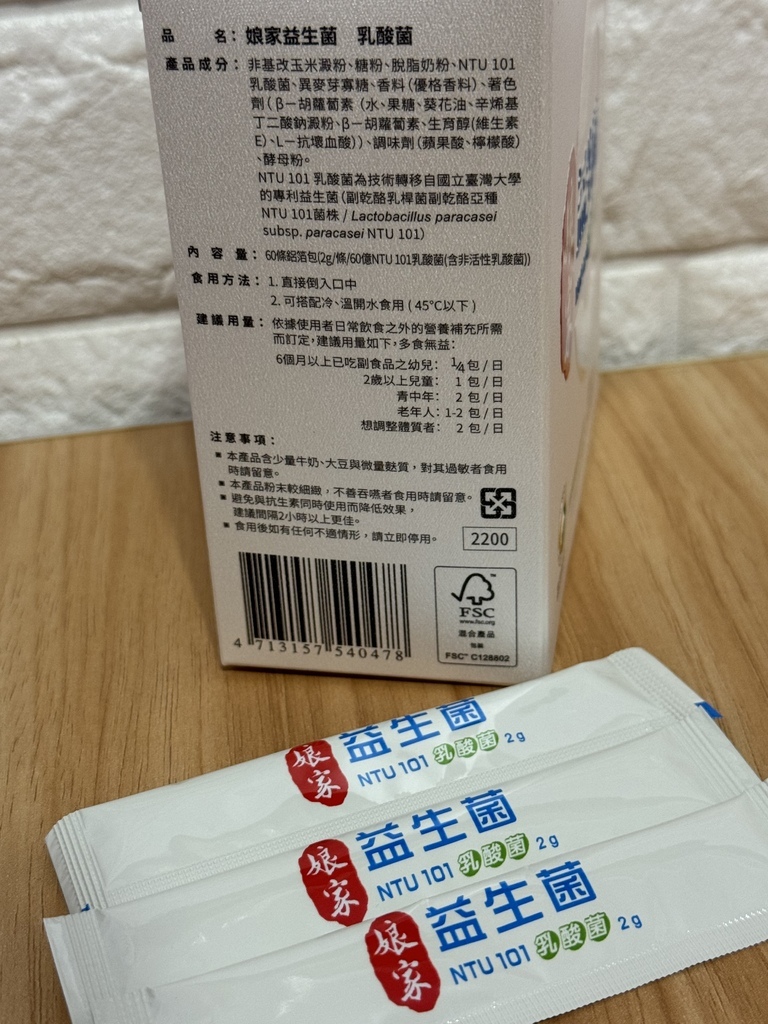 品　　名：娘家益生菌　乳酸菌
產品成分：非基改玉米澱粉、糖粉、脫脂奶粉、NTU 101
乳酸菌、異麥芽寡糖、香料(優格香料)、著色
劑(β－胡蘿蔔素（水、果糖、葵花油、辛烯基
丁二酸鈉澱粉、β－胡蘿蔔素、生育醇(維生素
E)、L－抗壞血酸))、調味劑(蘋果酸、檸檬酸)
、酵母粉。
NTU 101 乳酸菌為技術轉移自國立臺灣大學
的專利益生菌(副乾酪乳桿菌副乾酪亞種
NTU 101菌株 / Lactobacillus paracasei
subsp. paracasei NTU 101)
內容量：60條鋁箔包(2g/條/60億NTU 101乳酸菌(含非活性乳酸菌))
食用方法：1. 直接倒入口中
2. 可搭配冷、溫開水食用 ( 45℃以下 )
建議用量：依據使用者日常飲食之外的營養補充所需
而訂定，建議用量如下，多食無益：
6個月以上已吃副食品之幼兒：1/4 包 / 日
2歲以上兒童：1 包 / 日
青中年：2 包 / 日
老年人：1-2 包 / 日
想調整體質者：2 包 / 日
注意事項：
■ 本產品含少量牛奶、大豆與微量麩質，對其過敏者食用
時請留意。
■ 本產品粉末較細緻，不善吞嚥者食用時請留意。
■ 避免與抗生素同時使用而降低效果，
建議間隔2小時以上更佳。
■ 食用後如有任何不適情形，請立即停用。
2200
4 713157 540478
FSC
www.fsc.org
混合產品
包裝
FSC™ C128802
娘家 益生菌
NTU 101 乳酸菌 2g
娘家 益生菌
NTU 101 乳酸菌 2g
娘家 益生菌
NTU 101 乳酸菌 2g